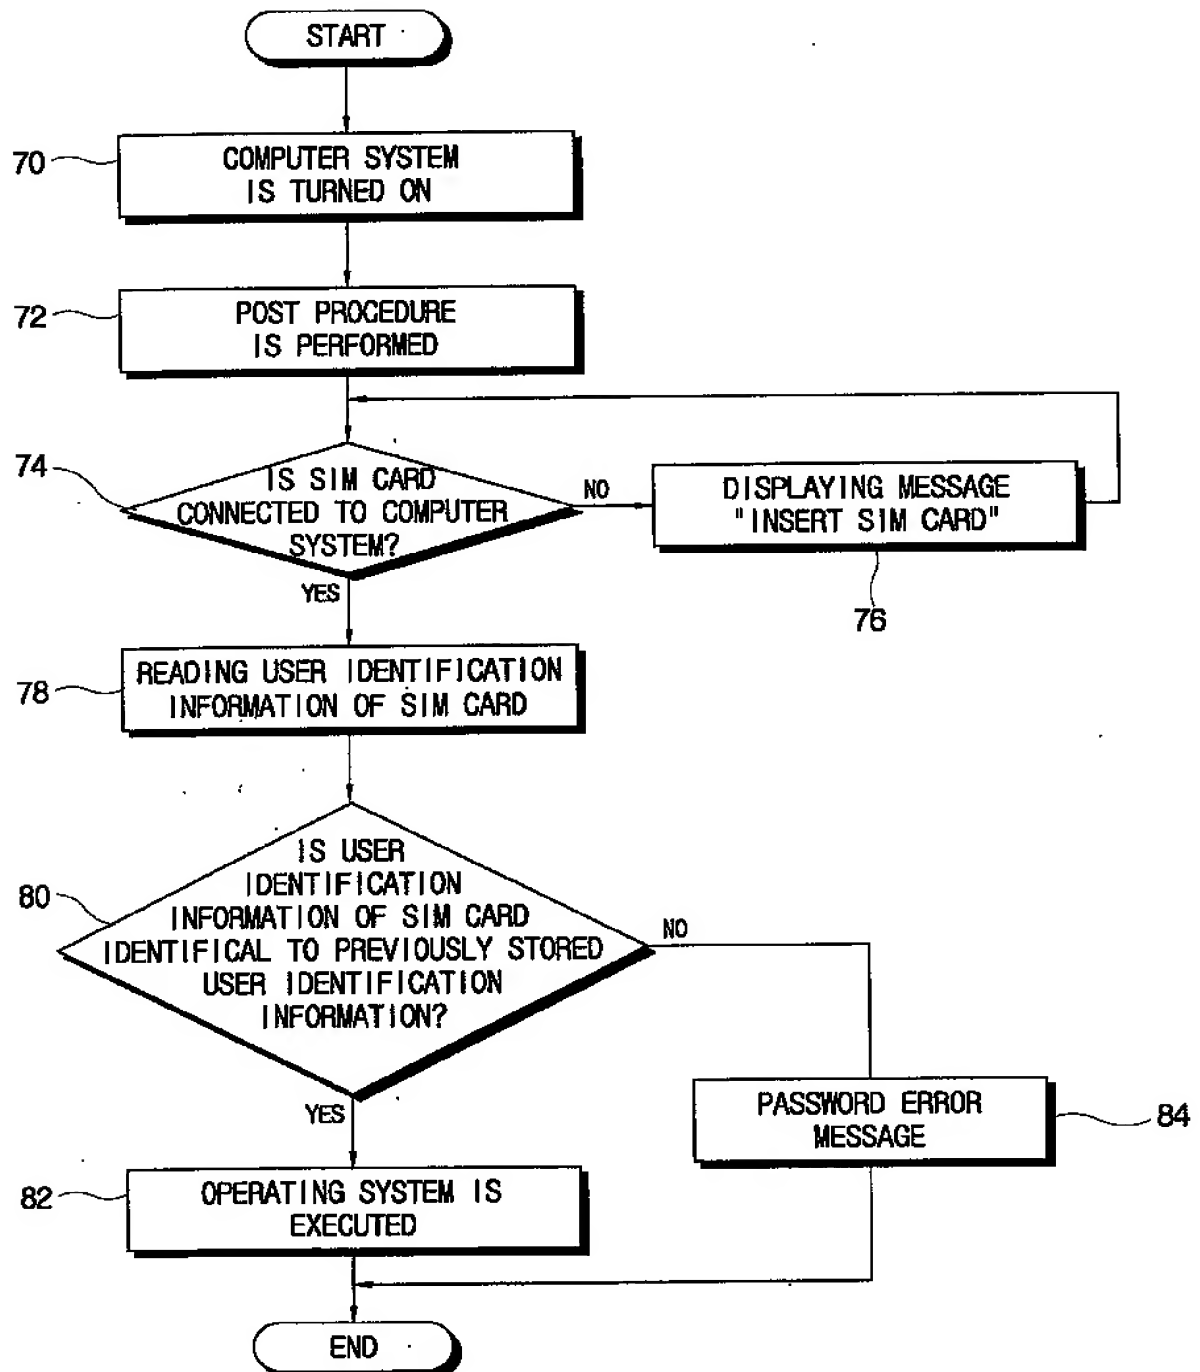 START
70
COMPUTER SYSTEM
IS TURNED ON
72
POST PROCEDURE
IS PERFORMED
74
IS SIM CARD
CONNECTED TO COMPUTER
SYSTEM?
NO
DISPLAYING MESSAGE
"INSERT SIM CARD"
76
YES
78
READING USER IDENTIFICATION
INFORMATION OF SIM CARD
80
IS USER
IDENTIFICATION
INFORMATION OF SIM CARD
IDENTIFICAL TO PREVIOUSLY STORED
USER IDENTIFICATION
INFORMATION?
NO
PASSWORD ERROR
MESSAGE
84
YES
82
OPERATING SYSTEM IS
EXECUTED
END